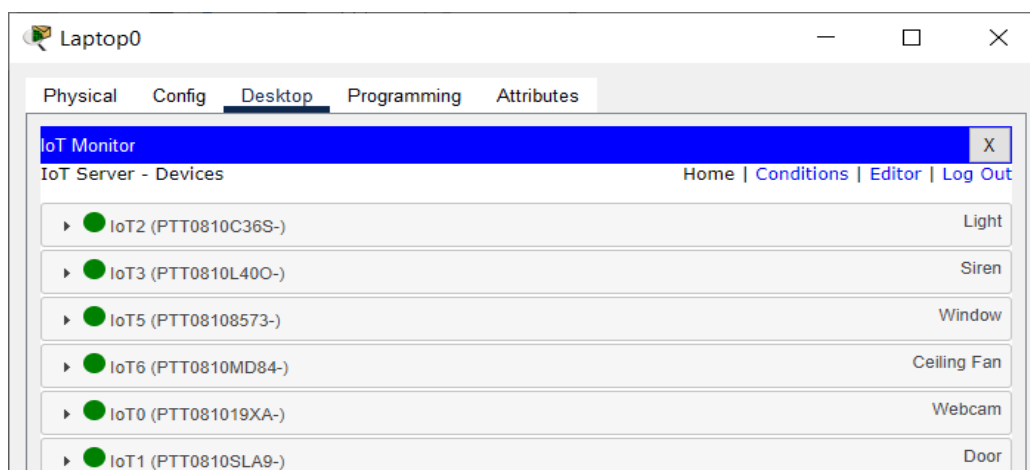 Laptop0
Physical Config Desktop Programming Attributes
IoT Monitor X
IoT Server - Devices Home | Conditions | Editor | Log Out
IoT2 (PTT0810C36S-) Light
IoT3 (PTT0810L40O-) Siren
IoT5 (PTT08108573-) Window
IoT6 (PTT0810MD84-) Ceiling Fan
IoT0 (PTT081019XA-) Webcam
IoT1 (PTT0810SLA9-) Door